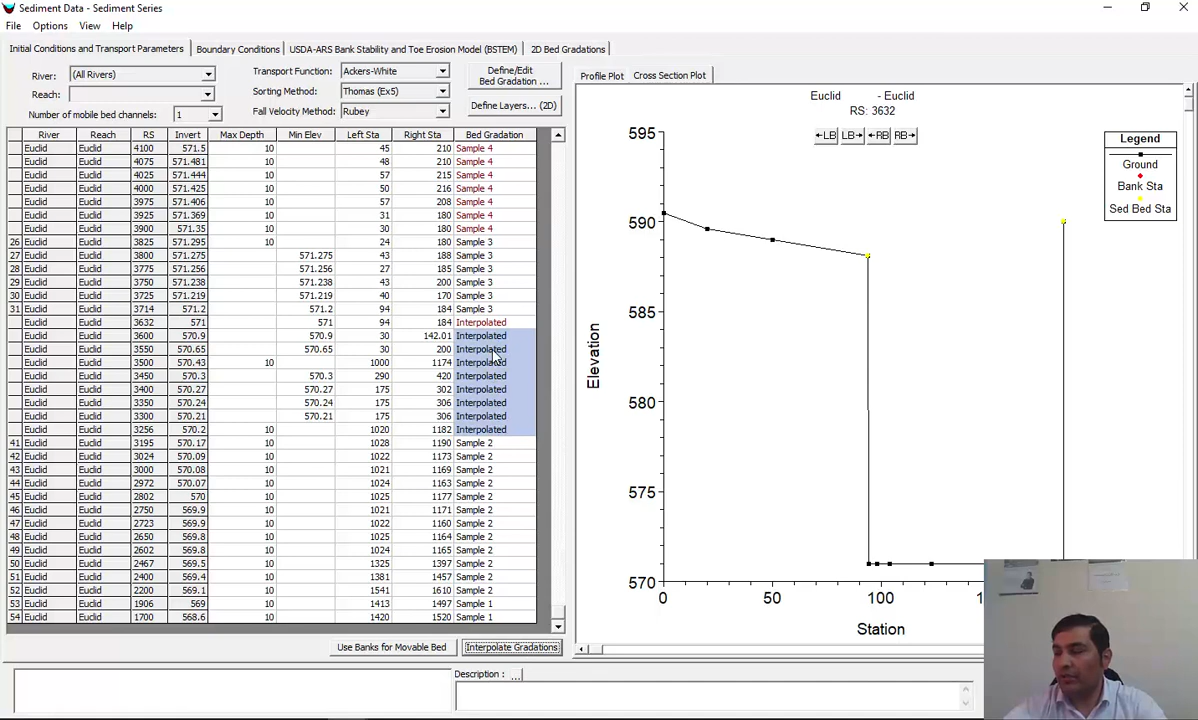 Sediment Data - Sediment Series
File Options View Help
Initial Conditions and Transport Parameters Boundary Conditions USDA-ARS Bank Stability and Toe Erosion Model (BSTEM) 2D Bed Gradations
River: (All Rivers) Transport Function: Ackers-White Define/Edit Bed Gradation ...
Reach: Sorting Method: Thomas (Ex5)
Number of mobile bed channels: 1 Fall Velocity Method: Rubey Define Layers... (2D)
River Reach RS Invert Max Depth Min Elev Left Sta Right Sta Bed Gradation
Euclid Euclid 4100 571.5 10 45 210 Sample 4
Euclid Euclid 4075 571.481 10 48 210 Sample 4
Euclid Euclid 4025 571.444 10 57 215 Sample 4
Euclid Euclid 4000 571.425 10 50 216 Sample 4
Euclid Euclid 3975 571.406 10 57 208 Sample 4
Euclid Euclid 3925 571.369 10 31 180 Sample 4
Euclid Euclid 3900 571.35 10 30 180 Sample 4
26 Euclid Euclid 3825 571.295 10 24 180 Sample 3
27 Euclid Euclid 3800 571.275 571.275 43 188 Sample 3
28 Euclid Euclid 3775 571.256 571.256 27 185 Sample 3
29 Euclid Euclid 3750 571.238 571.238 43 200 Sample 3
30 Euclid Euclid 3725 571.219 571.219 40 170 Sample 3
31 Euclid Euclid 3714 571.2 571.2 94 184 Sample 3
Euclid Euclid 3632 571 571 94 184 Interpolated
Euclid Euclid 3600 570.9 570.9 30 142.01 Interpolated
Euclid Euclid 3550 570.65 570.65 30 200 Interpolated
Euclid Euclid 3500 570.43 10 1000 1174 Interpolated
Euclid Euclid 3450 570.3 570.3 290 420 Interpolated
Euclid Euclid 3400 570.27 570.27 175 302 Interpolated
Euclid Euclid 3350 570.24 570.24 175 306 Interpolated
Euclid Euclid 3300 570.21 570.21 175 306 Interpolated
Euclid Euclid 3256 570.2 10 1020 1182 Interpolated
41 Euclid Euclid 3195 570.17 10 1028 1190 Sample 2
42 Euclid Euclid 3024 570.09 10 1022 1173 Sample 2
43 Euclid Euclid 3000 570.08 10 1021 1169 Sample 2
44 Euclid Euclid 2972 570.07 10 1024 1163 Sample 2
45 Euclid Euclid 2802 570 10 1025 1177 Sample 2
46 Euclid Euclid 2750 569.9 10 1021 1171 Sample 2
47 Euclid Euclid 2723 569.9 10 1022 1160 Sample 2
48 Euclid Euclid 2650 569.8 10 1025 1164 Sample 2
49 Euclid Euclid 2602 569.8 10 1024 1165 Sample 2
50 Euclid Euclid 2467 569.5 10 1325 1397 Sample 2
51 Euclid Euclid 2400 569.4 10 1381 1457 Sample 2
52 Euclid Euclid 2200 569.1 10 1541 1610 Sample 2
53 Euclid Euclid 1906 569 10 1413 1497 Sample 1
54 Euclid Euclid 1700 568.6 10 1420 1520 Sample 1
Use Banks for Movable Bed Interpolate Gradations
Description : ...
Profile Plot Cross Section Plot
Euclid - Euclid
RS: 3632
←LB LB→ ←RB RB→
Legend
Ground
Bank Sta
Sed Bed Sta
595
590
585
580
575
570
Elevation
0 50 100
Station